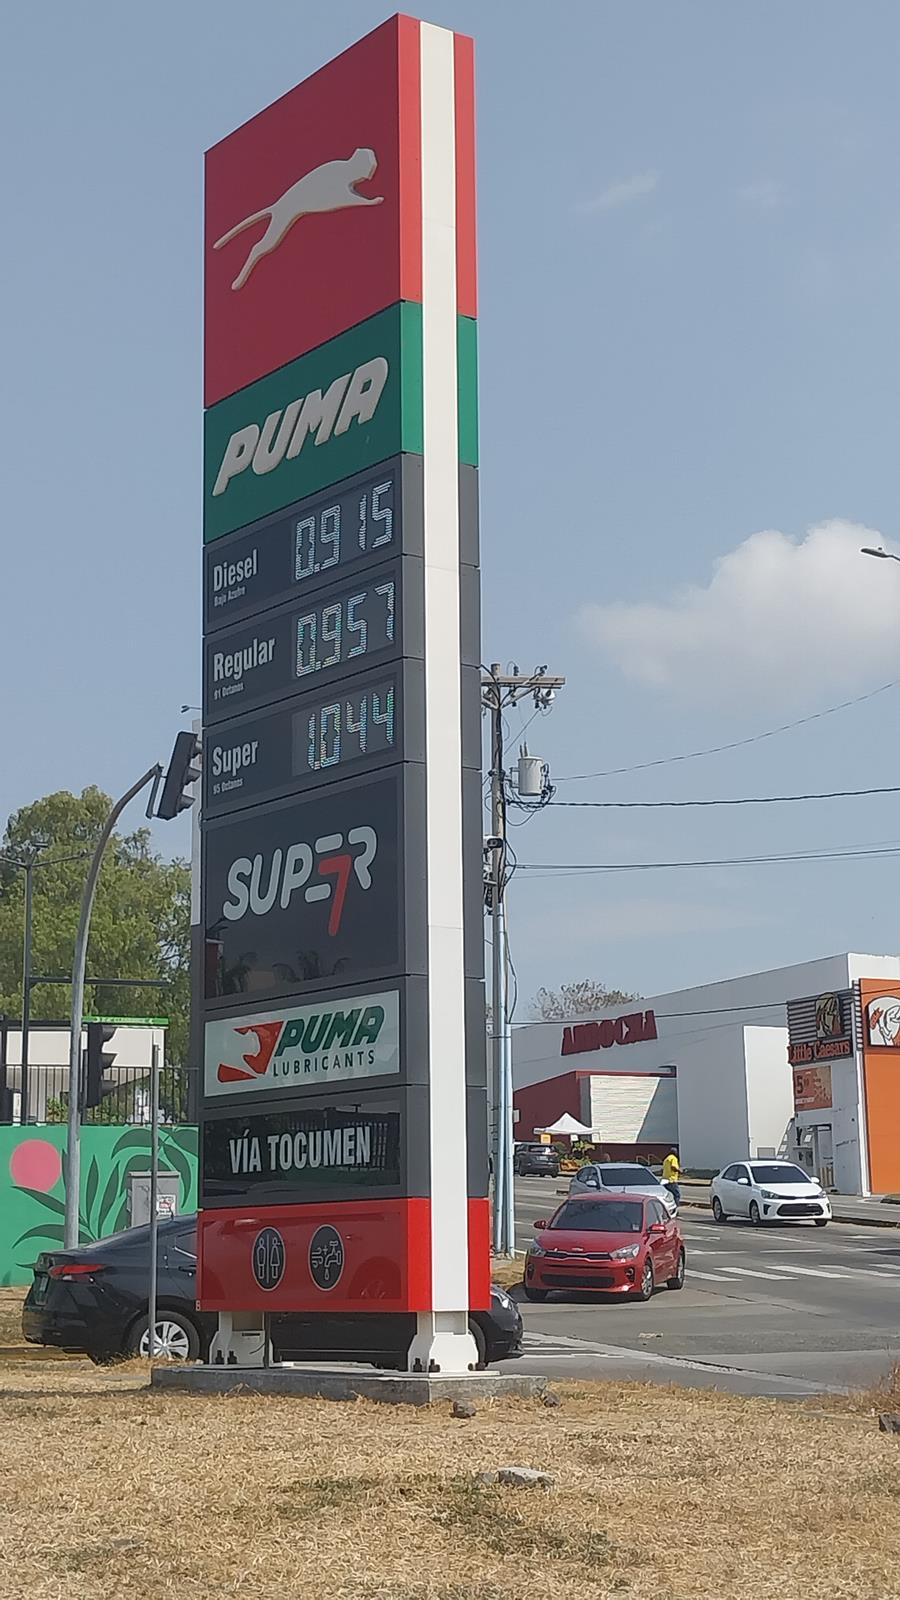 PUMA
Diesel 0.915
Bajo Azufre
Regular 0.957
91 Octanos
Super 1.044
95 Octanos
SUPER7
PUMA
LUBRICANTS
VÍA TOCUMEN
ARROCHA
Little Caesars